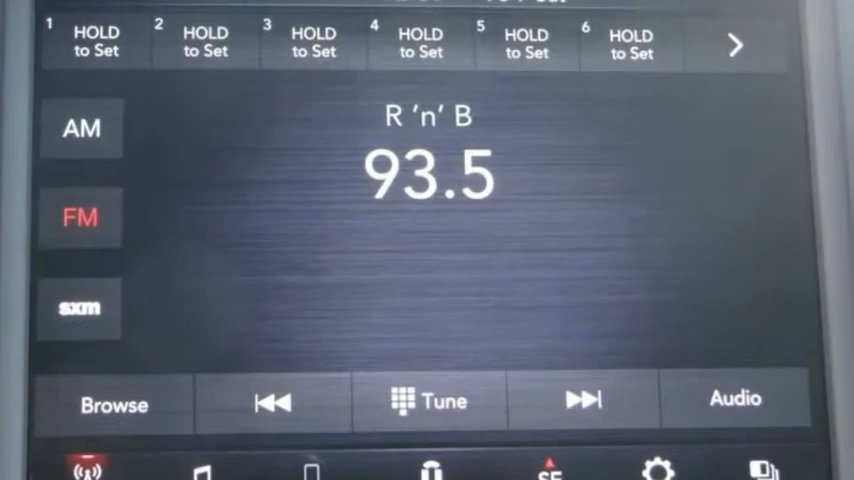 1 HOLD to Set
2 HOLD to Set
3 HOLD to Set
4 HOLD to Set
5 HOLD to Set
6 HOLD to Set
AM
R 'n' B
93.5
FM
sxm
Browse
Tune
Audio
SE